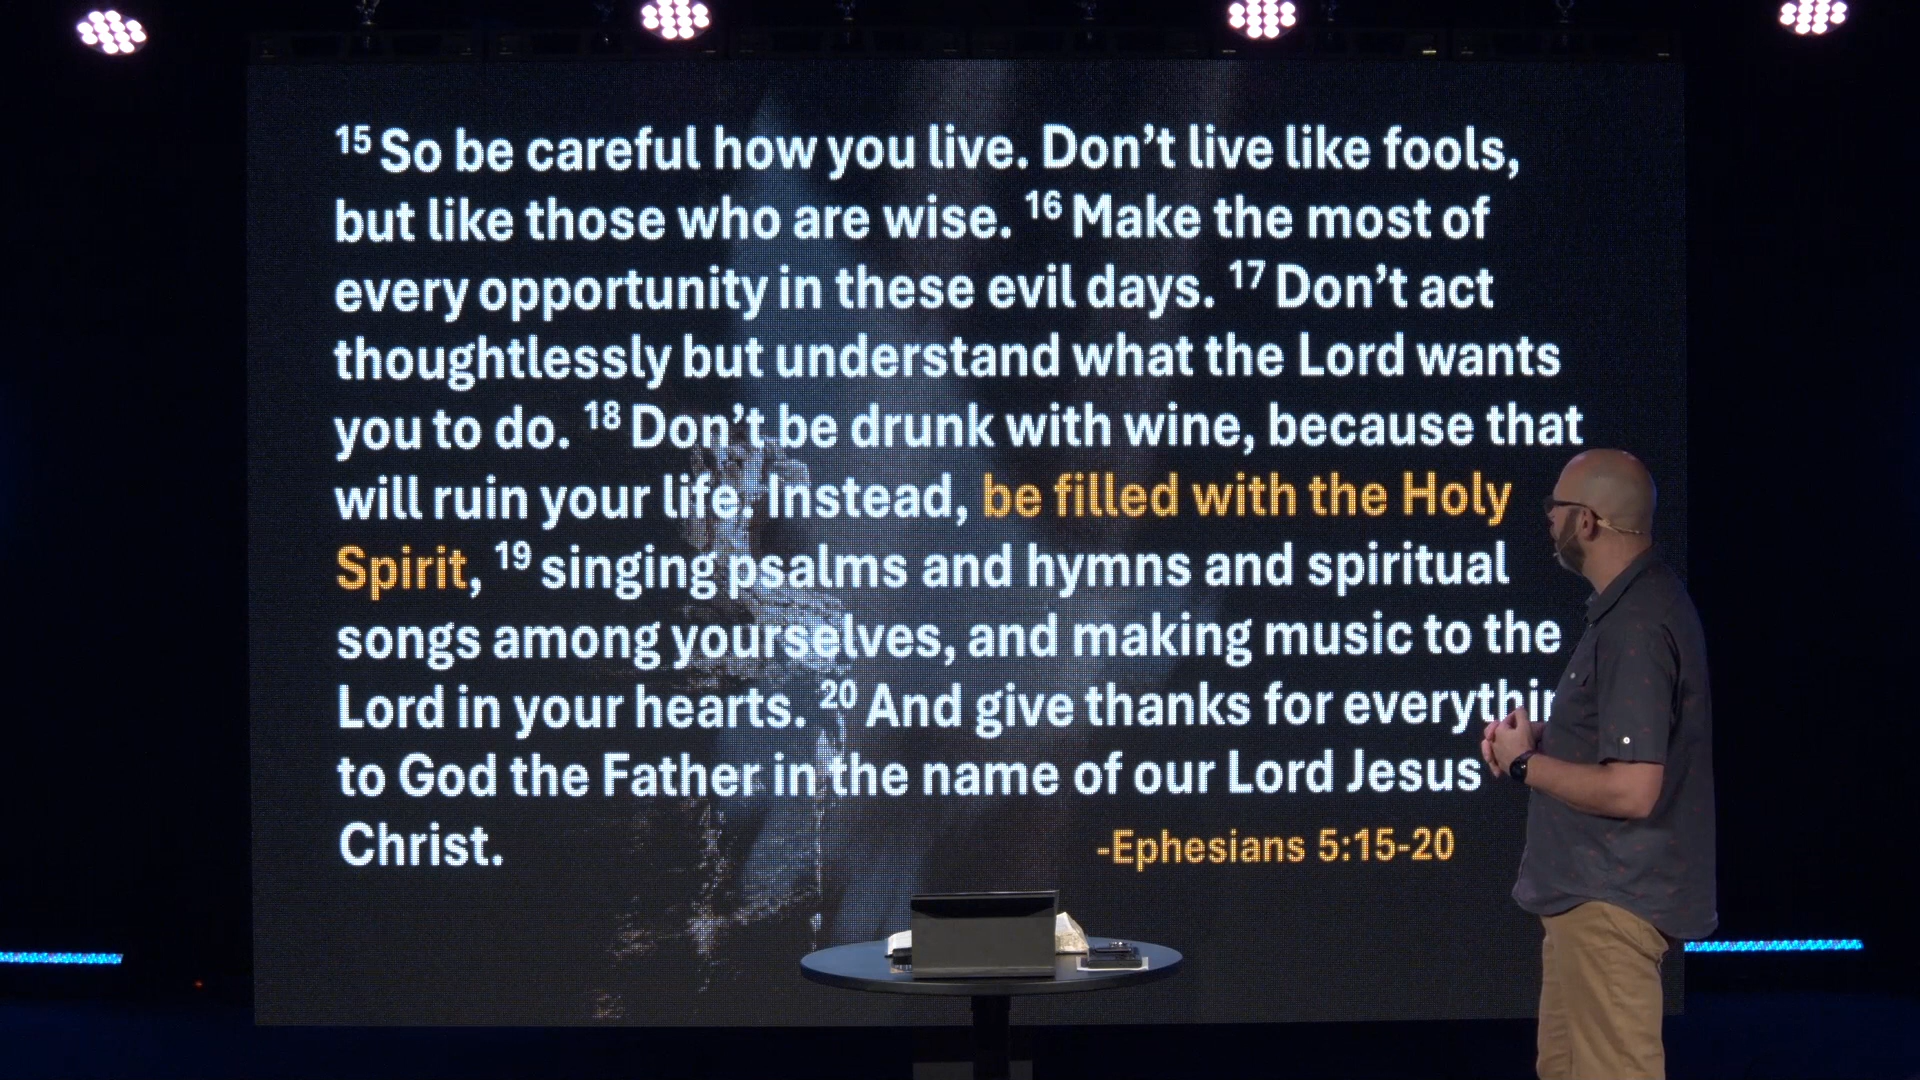 15 So be careful how you live. Don’t live like fools,
but like those who are wise. 16 Make the most of
every opportunity in these evil days. 17 Don’t act
thoughtlessly but understand what the Lord wants
you to do. 18 Don’t be drunk with wine, because that
will ruin your life. Instead, be filled with the Holy
Spirit, 19 singing psalms and hymns and spiritual
songs among yourselves, and making music to the
Lord in your hearts. 20 And give thanks for
to God the Father in the name of our Lord Jesus
Christ.
-Ephesians 5:15-20